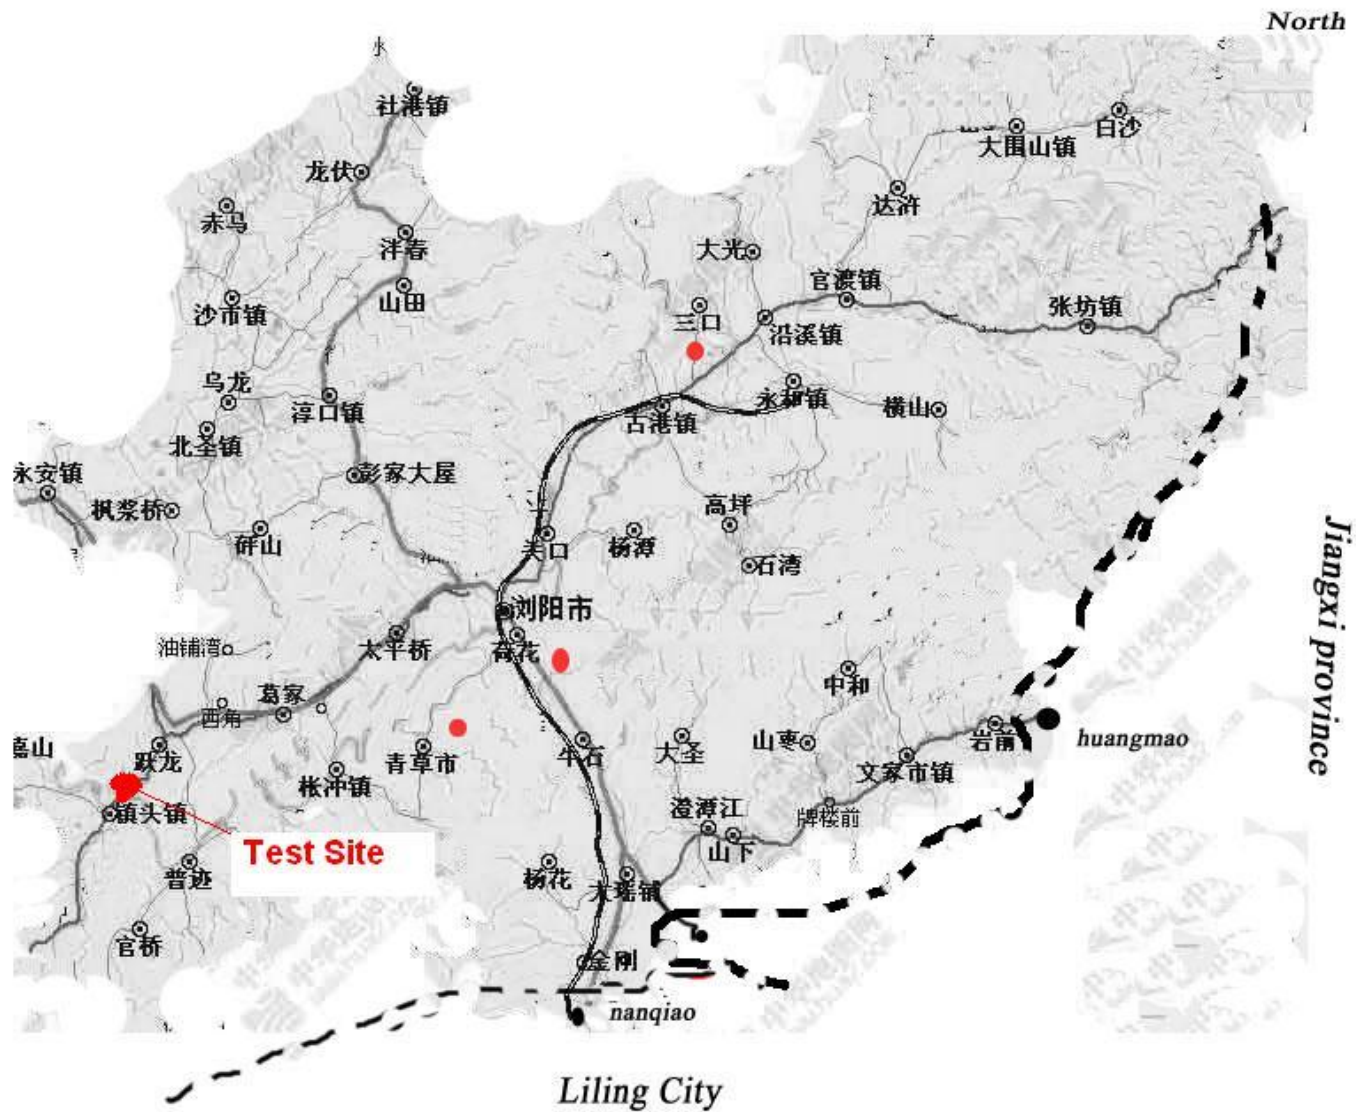 North
社港镇
白沙
大围山镇
龙伏
达浒
赤马
泮春
大光
官渡镇
山田
张坊镇
沙市镇
三口
沿溪镇
乌龙
永和镇
淳口镇
横山
古港镇
北圣镇
永安镇
彭家大屋
枫浆桥
高坪
砰山
关口
杨潭
石湾
Jiangxi province
浏阳市
油铺湾
太平桥
荷花
中和
葛家
西角
岩前
huangmao
嘉山
跃龙
青草市
牛石
大圣
山枣
文家市镇
枨冲镇
镇头镇
澄潭江
牌楼前
山下
Test Site
普迹
杨花
大瑶镇
官桥
金刚
nanqiao
Liling City